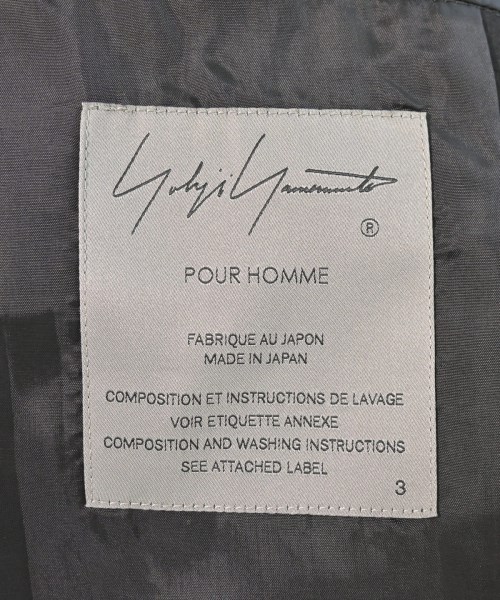 Yohji Yamamoto
®
POUR HOMME
FABRIQUE AU JAPON
MADE IN JAPAN
COMPOSITION ET INSTRUCTIONS DE LAVAGE
VOIR ETIQUETTE ANNEXE
COMPOSITION AND WASHING INSTRUCTIONS
SEE ATTACHED LABEL
3